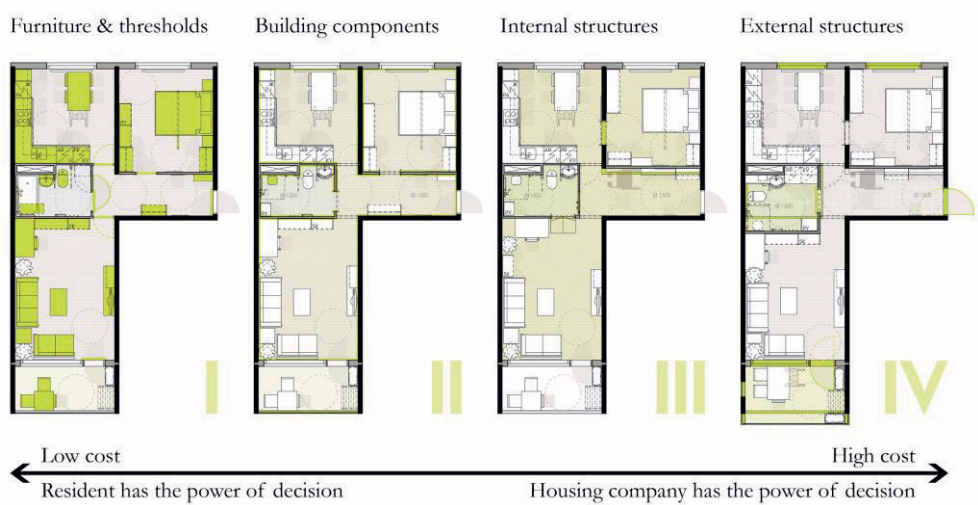 Furniture & thresholds
Building components
Internal structures
External structures
I
II
III
IV
Low cost
High cost
Resident has the power of decision
Housing company has the power of decision